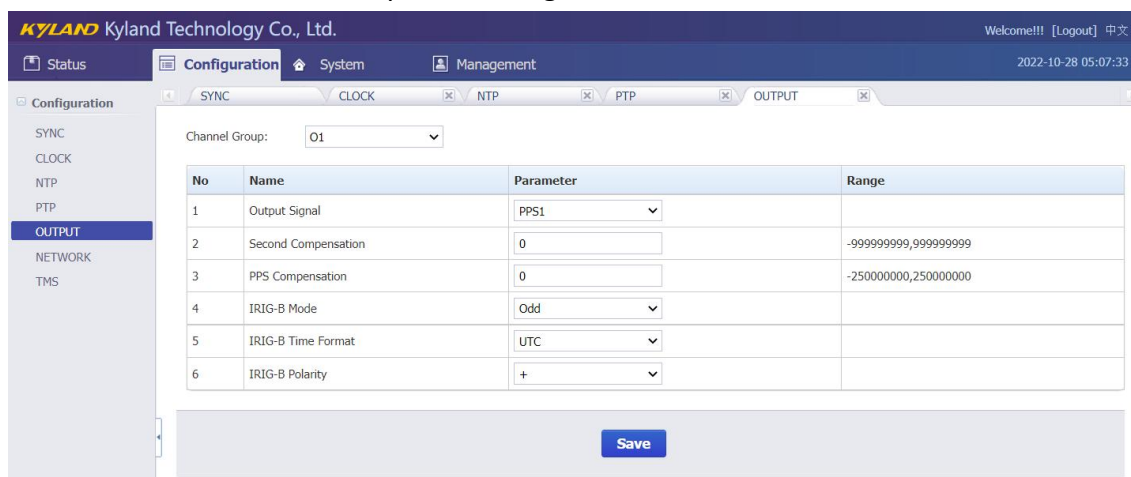 KYLAND Kyland Technology Co., Ltd.
Welcome!!! [Logout] 中文
Status Configuration System Management 2022-10-28 05:07:33
Configuration
SYNC CLOCK NTP PTP OUTPUT
SYNC
CLOCK
NTP
PTP
OUTPUT
NETWORK
TMS
Channel Group: O1
No Name Parameter Range
1 Output Signal PPS1
2 Second Compensation 0 -999999999,999999999
3 PPS Compensation 0 -250000000,250000000
4 IRIG-B Mode Odd
5 IRIG-B Time Format UTC
6 IRIG-B Polarity +
Save